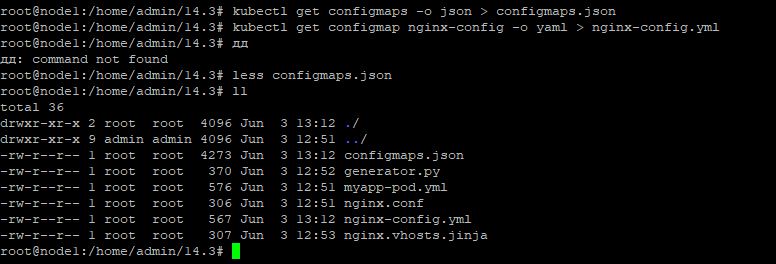 root@node1:/home/admin/14.3# kubectl get configmaps -o json > configmaps.json
root@node1:/home/admin/14.3# kubectl get configmap nginx-config -o yaml > nginx-config.yml
root@node1:/home/admin/14.3# дд
дд: command not found
root@node1:/home/admin/14.3# less configmaps.json
root@node1:/home/admin/14.3# ll
total 36
drwxr-xr-x 2 root  root  4096 Jun  3 13:12 ./
drwxr-xr-x 9 admin admin 4096 Jun  3 12:51 ../
-rw-r--r-- 1 root  root  4273 Jun  3 13:12 configmaps.json
-rw-r--r-- 1 root  root   370 Jun  3 12:52 generator.py
-rw-r--r-- 1 root  root   576 Jun  3 12:51 myapp-pod.yml
-rw-r--r-- 1 root  root   306 Jun  3 12:51 nginx.conf
-rw-r--r-- 1 root  root   567 Jun  3 13:12 nginx-config.yml
-rw-r--r-- 1 root  root   307 Jun  3 12:53 nginx.vhosts.jinja
root@node1:/home/admin/14.3#